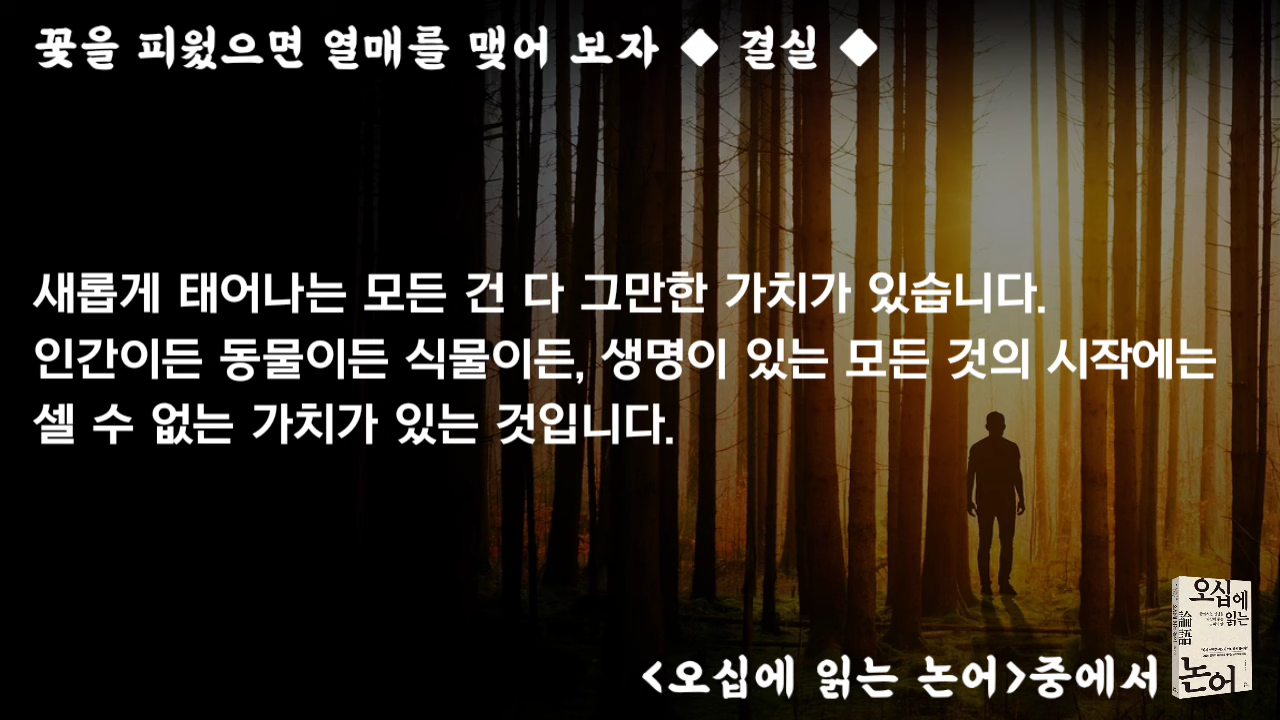 꽃을 피웠으면 열매를 맺어 보자 ◆ 결실 ◆
새롭게 태어나는 모든 건 다 그만한 가치가 있습니다.
인간이든 동물이든 식물이든, 생명이 있는 모든 것의 시작에는
셀 수 없는 가치가 있는 것입니다.
오십에
읽는
논어
<오십에 읽는 논어>중에서